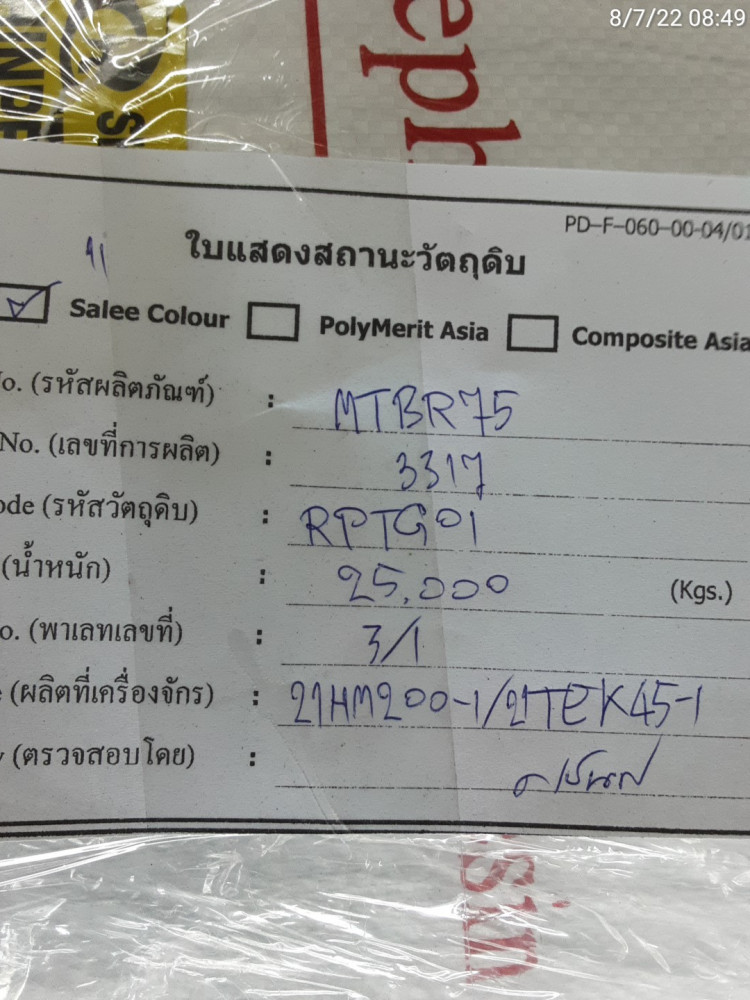 8/7/22 08:49
eph
PD-F-060-00-04/01
ใบแสดงสถานะวัตถุดิบ
Salee Colour PolyMerit Asia Composite Asia
o. (รหัสผลิตภัณฑ์) : MTBR75
No. (เลขที่การผลิต) : 3317
ode (รหัสวัตถุดิบ) : RPTG01
(น้ำหนัก) : 25.000 (Kgs.)
o. (พาเลทเลขที่) : 3/1
(ผลิตที่เครื่องจักร) : 21HM200-1/21TEK45-1
(ตรวจสอบโดย) :
sin